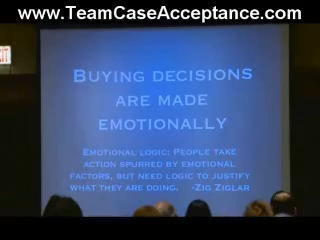 www.TeamCaseAcceptance.com
BUYING DECISIONS
ARE MADE
EMOTIONALLY
EMOTIONAL LOGIC: PEOPLE TAKE
ACTION SPURRED BY EMOTIONAL
FACTORS, BUT NEED LOGIC TO JUSTIFY
WHAT THEY ARE DOING. -ZIG ZIGLAR